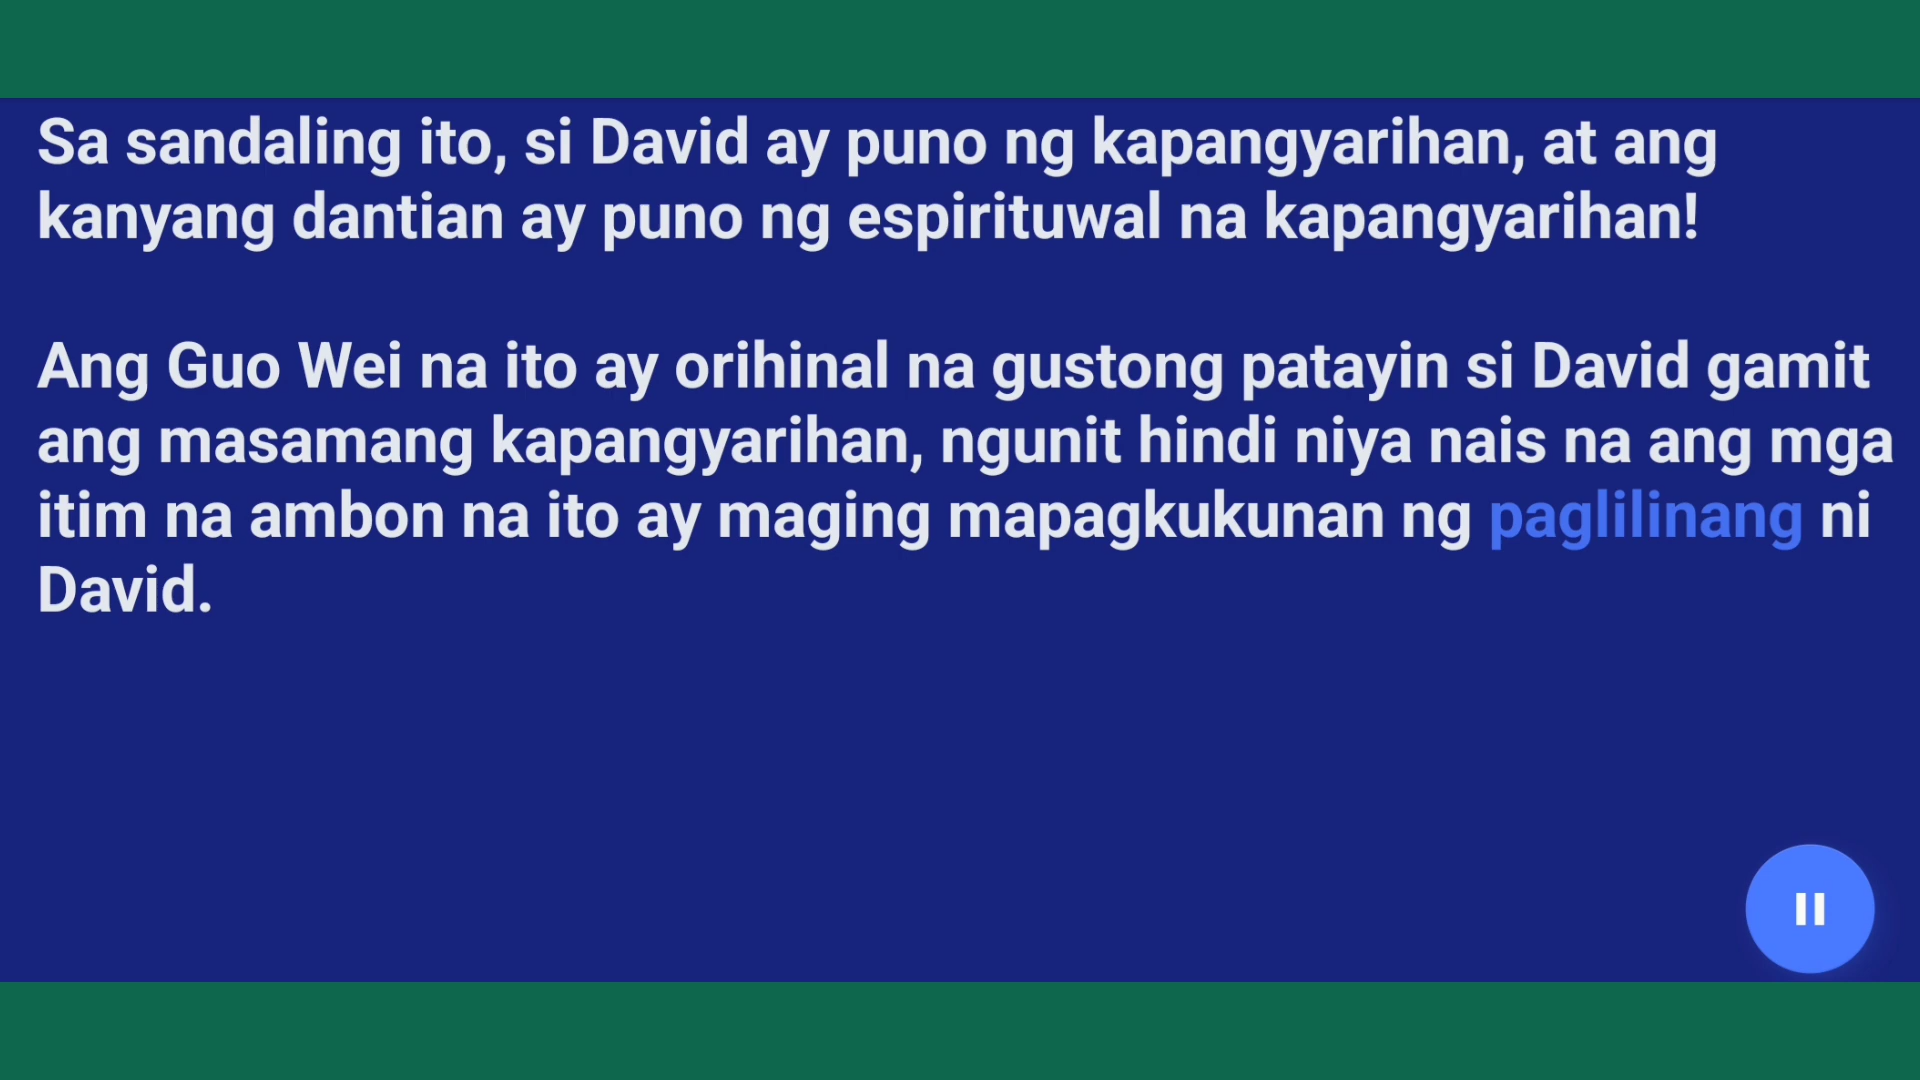 Sa sandaling ito, si David ay puno ng kapangyarihan, at ang
kanyang dantian ay puno ng espirituwal na kapangyarihan!
Ang Guo Wei na ito ay orihinal na gustong patayin si David gamit
ang masamang kapangyarihan, ngunit hindi niya nais na ang mga
itim na ambon na ito ay maging mapagkukunan ng paglilinang ni
David.